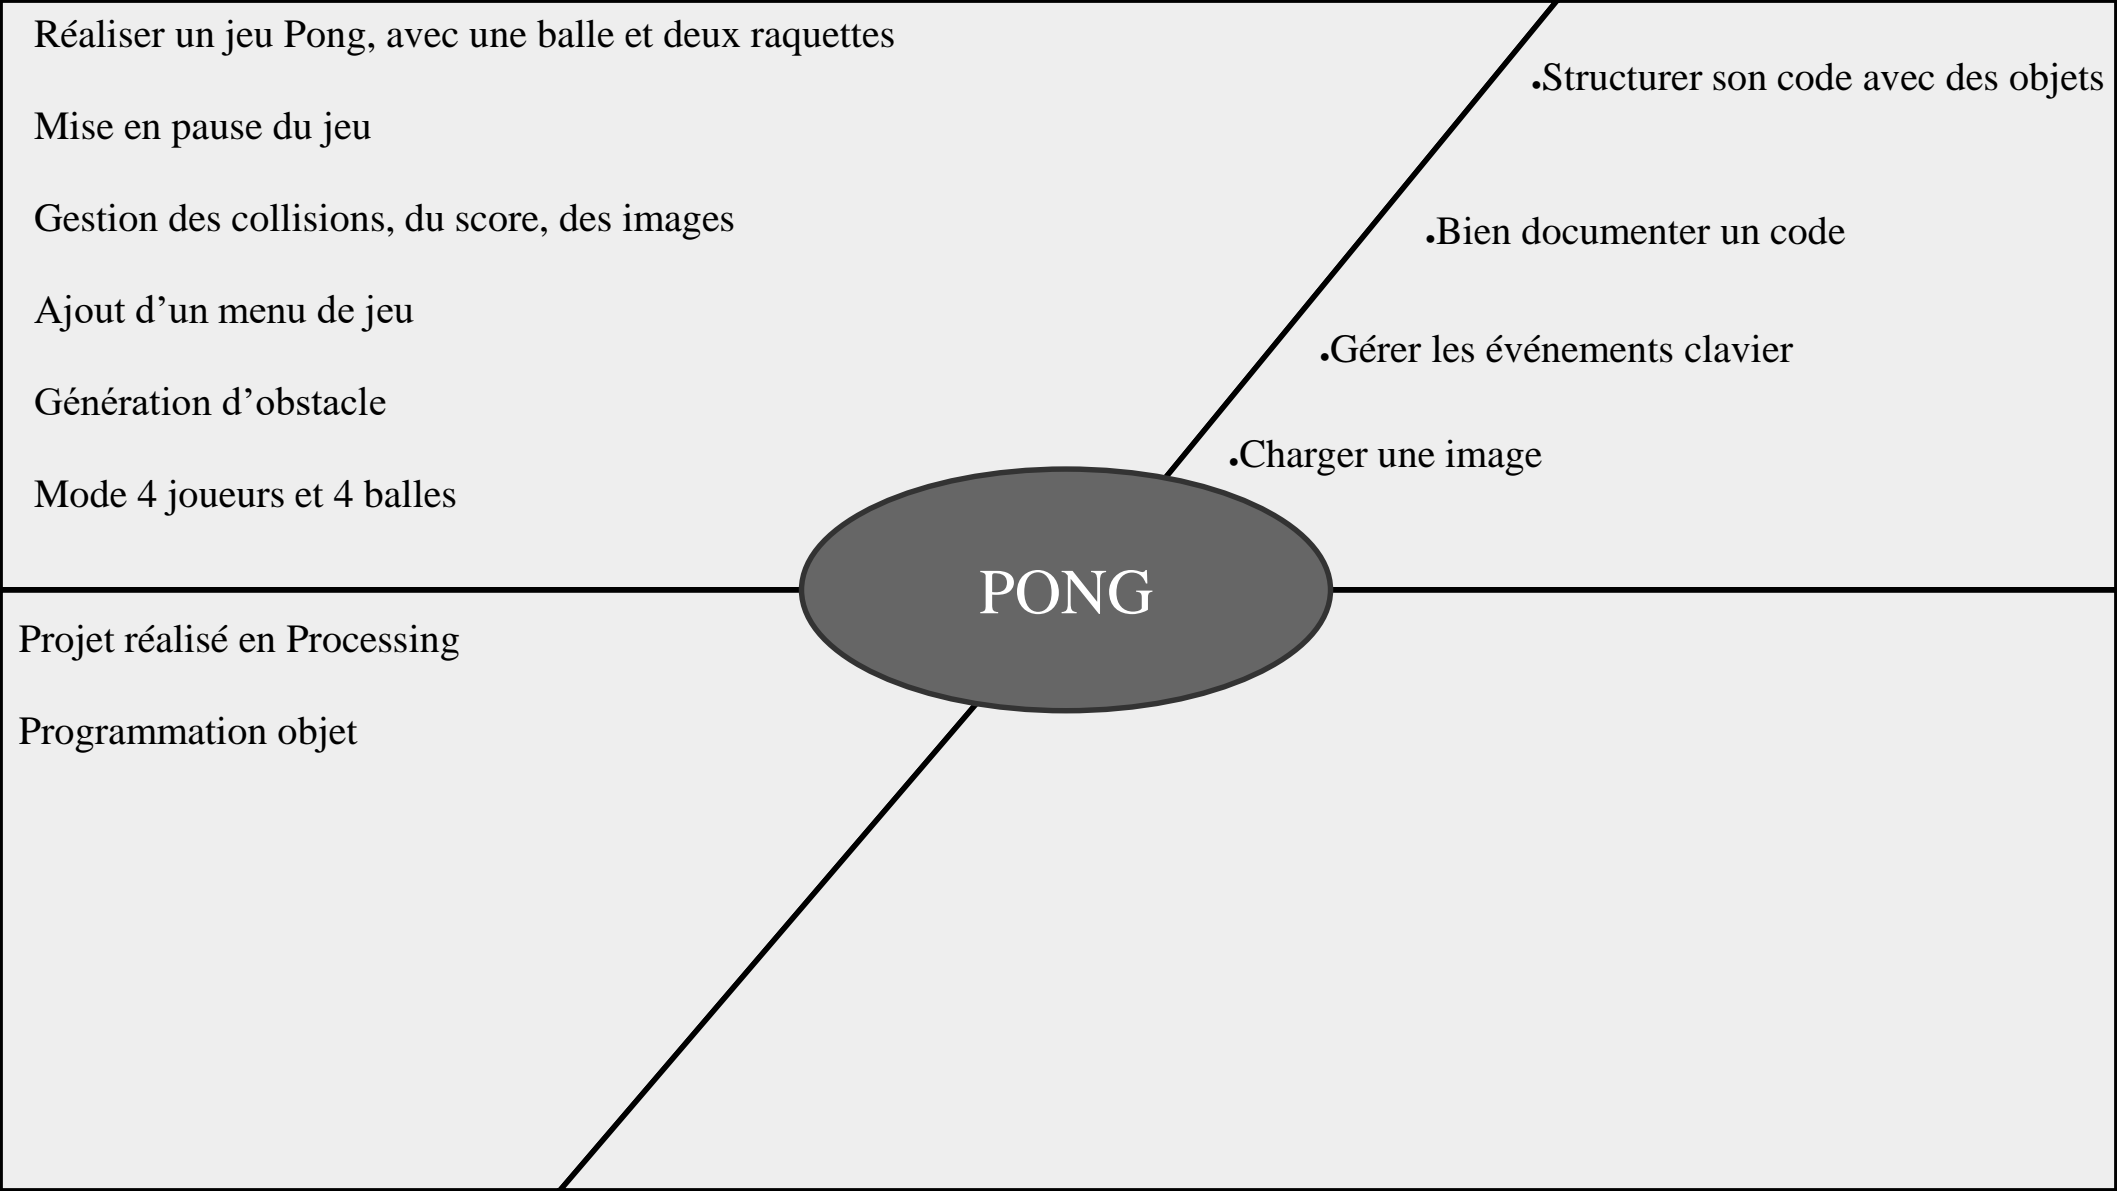 Réaliser un jeu Pong, avec une balle et deux raquettes
Mise en pause du jeu
Gestion des collisions, du score, des images
Ajout d’un menu de jeu
Génération d’obstacle
Mode 4 joueurs et 4 balles
•Structurer son code avec des objets
•Bien documenter un code
•Gérer les événements clavier
•Charger une image
PONG
Projet réalisé en Processing
Programmation objet